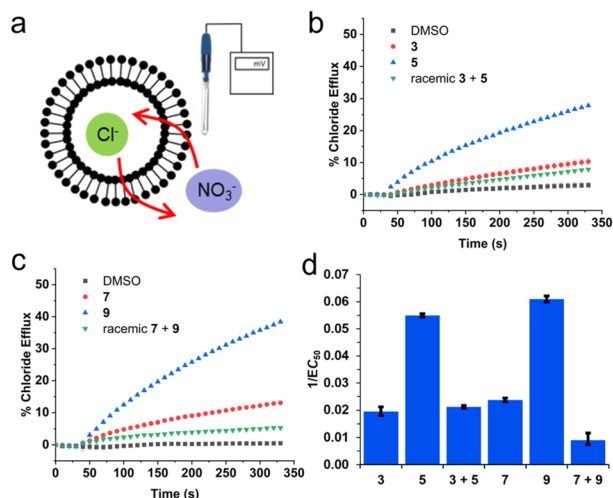 a
mV
Cl⁻
NO₃⁻
b
DMSO
3
5
racemic 3 + 5
% Chloride Efflux
50
40
30
20
10
0
0 50 100 150 200 250 300 350
Time (s)
c
DMSO
7
9
racemic 7 + 9
% Chloride Efflux
50
40
30
20
10
0
0 50 100 150 200 250 300 350
Time (s)
d
1/EC₅₀
0.07
0.06
0.05
0.04
0.03
0.02
0.01
0.00
3 5 3 + 5 7 9 7 + 9